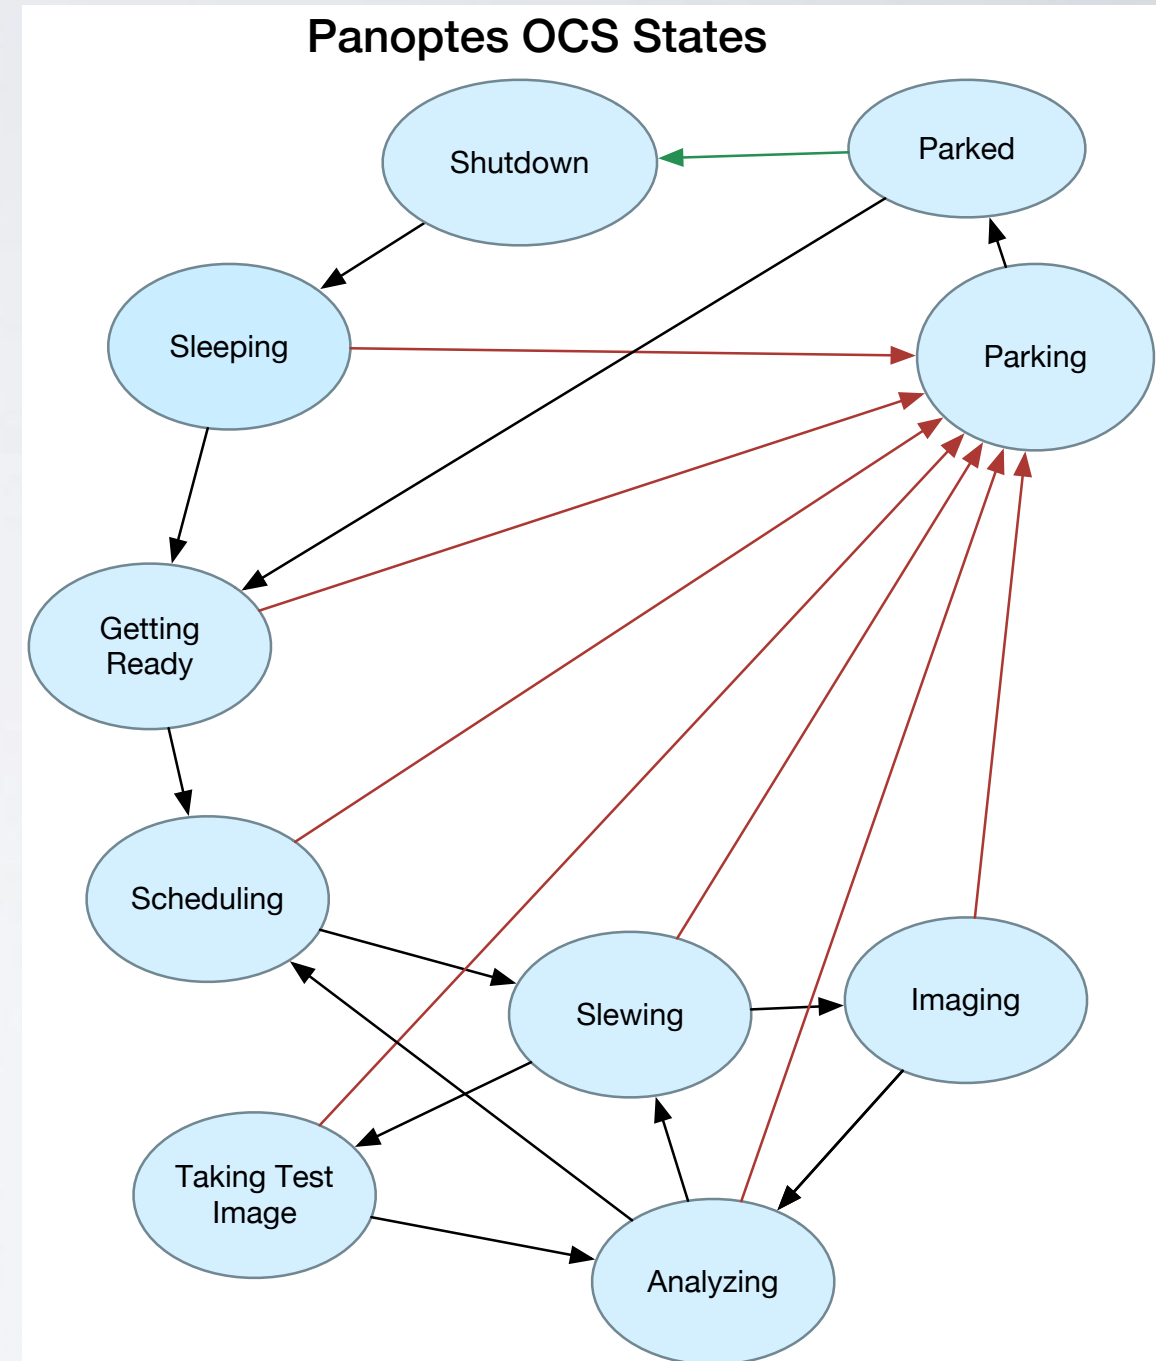 Panoptes OCS States
Shutdown
Parked
Sleeping
Parking
Getting
Ready
Scheduling
Slewing
Imaging
Taking Test
Image
Analyzing